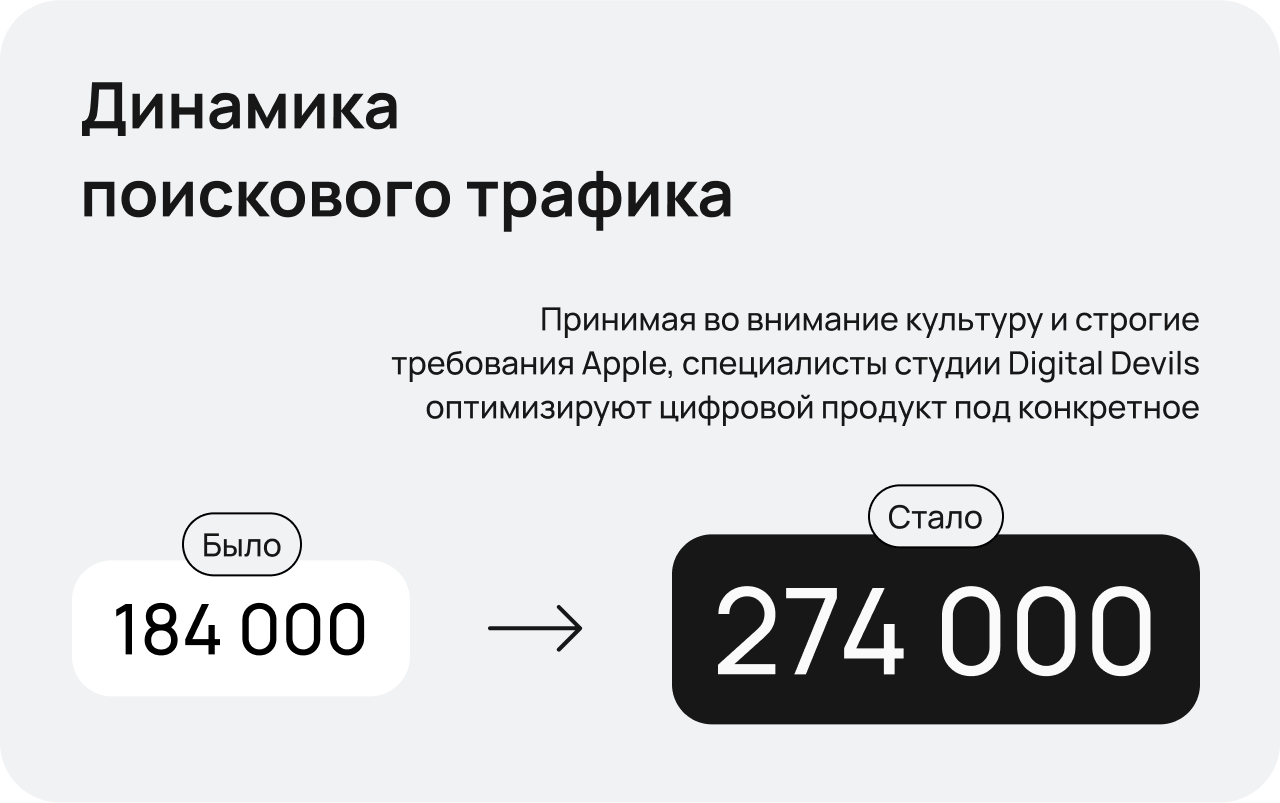 Динамика
поискового трафика
Принимая во внимание культуру и строгие
требования Apple, специалисты студии Digital Devils
оптимизируют цифровой продукт под конкретное
Было
184 000
Стало
274 000